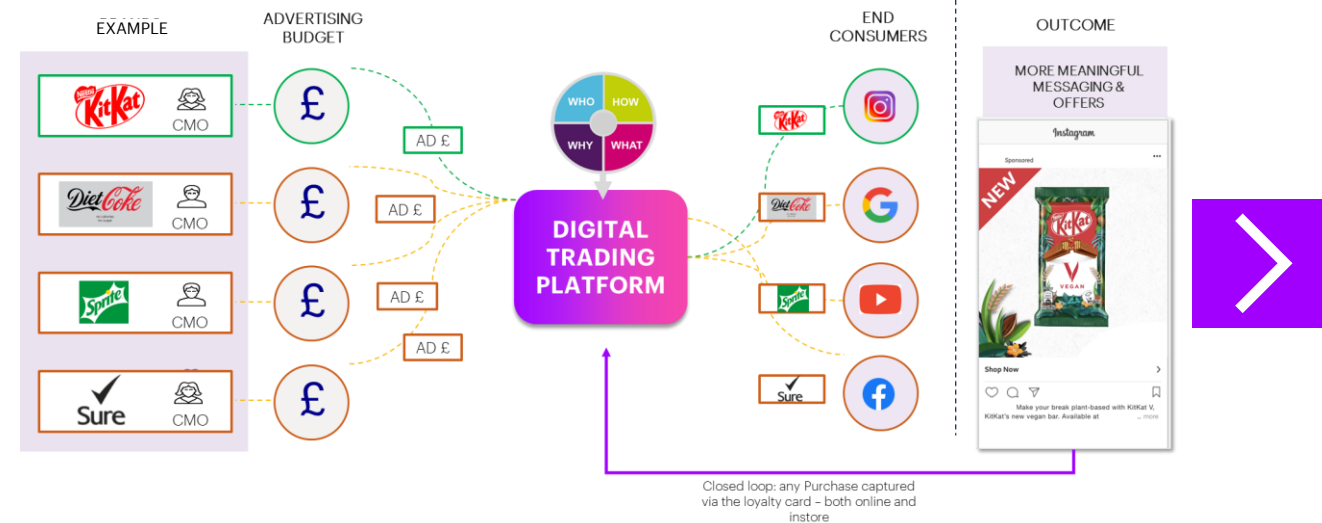 EXAMPLE
ADVERTISING
BUDGET
END
CONSUMERS
OUTCOME
Nestlé
KitKat
CMO
£
AD £
Diet Coke
CMO
£
AD £
Sprite
CMO
£
AD £
Sure
CMO
£
AD £
WHO
HOW
WHY
WHAT
DIGITAL
TRADING
PLATFORM
KitKat
Diet Coke
Sprite
Sure
MORE MEANINGFUL
MESSAGING &
OFFERS
Instagram
Sponsored
NEW
KitKat
V
VEGAN
Shop Now
Make your break plant-based with KitKat V,
KitKat's new vegan bar. Available at ... more
Closed loop: any Purchase captured
via the loyalty card – both online and
instore